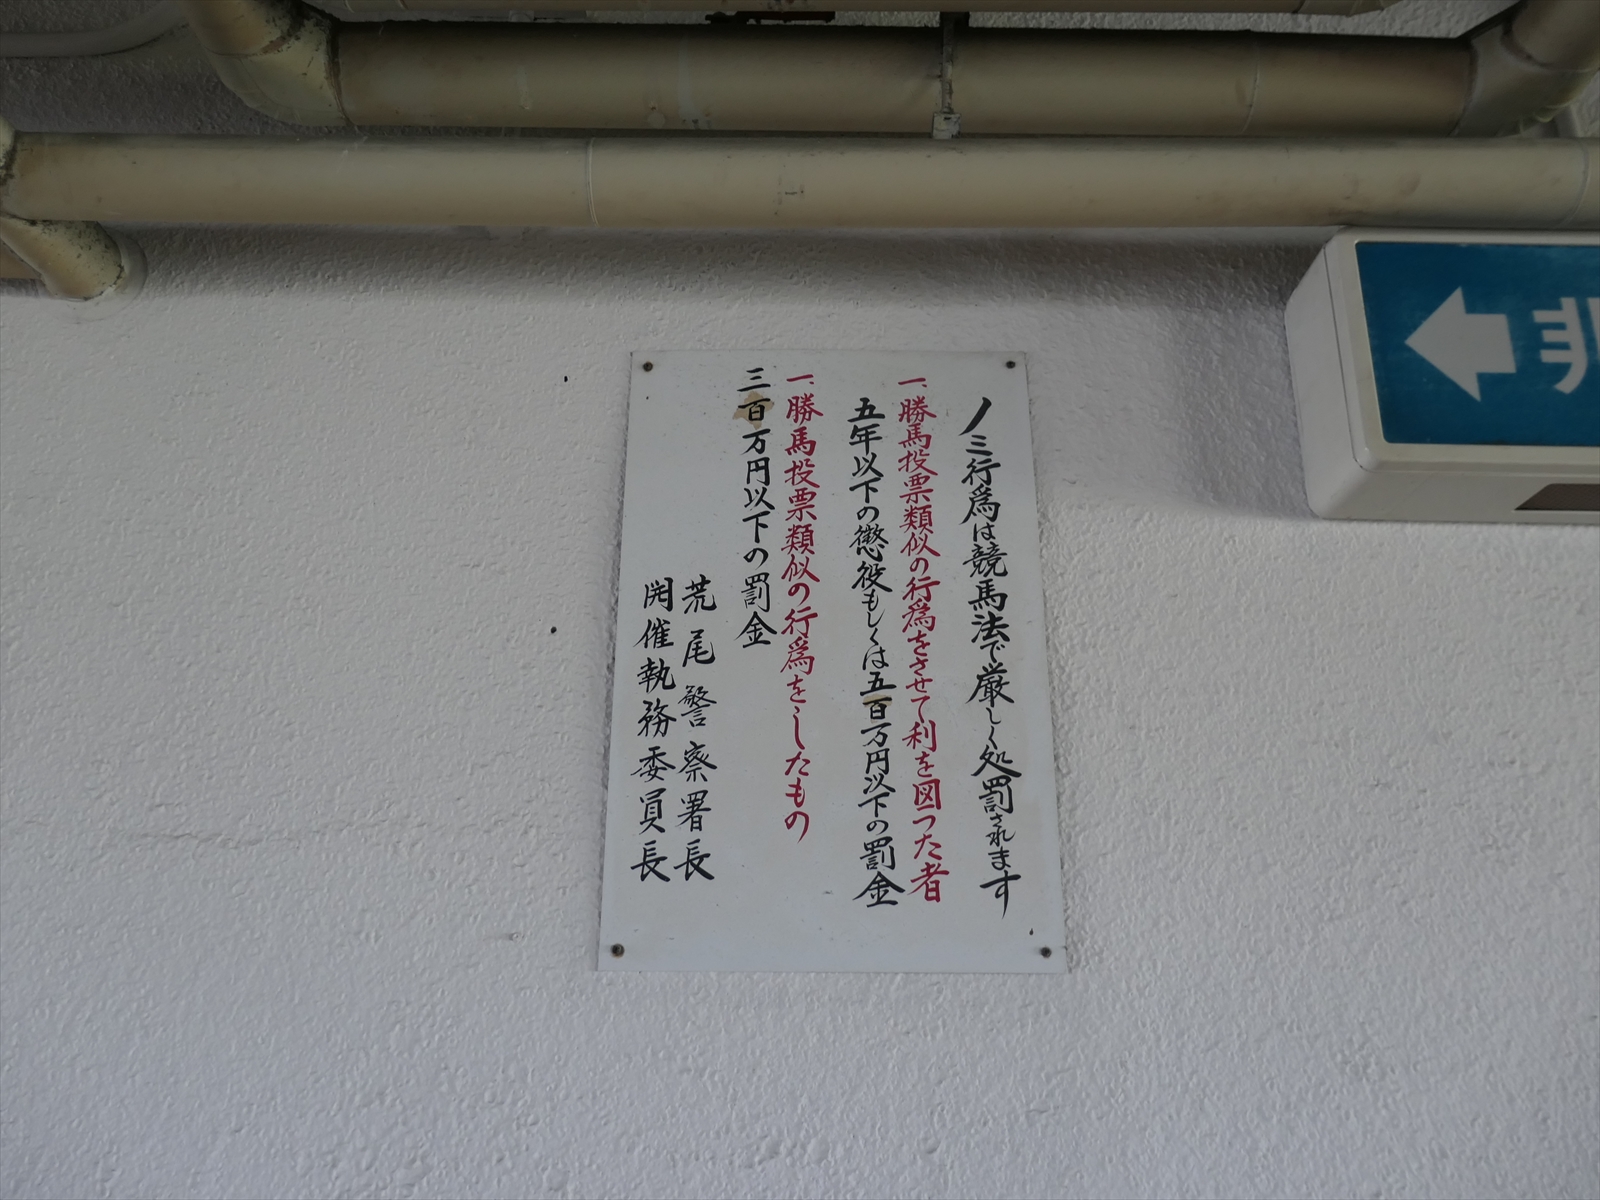 ノミ行為は競馬法で厳しく処罰されます
一、勝馬投票類似の行為をさせて利を図つた者
五年以下の懲役もしくは五百万円以下の罰金
一、勝馬投票類似の行為をしたもの
三百万円以下の罰金
荒尾警察署長
開催執務委員長
非